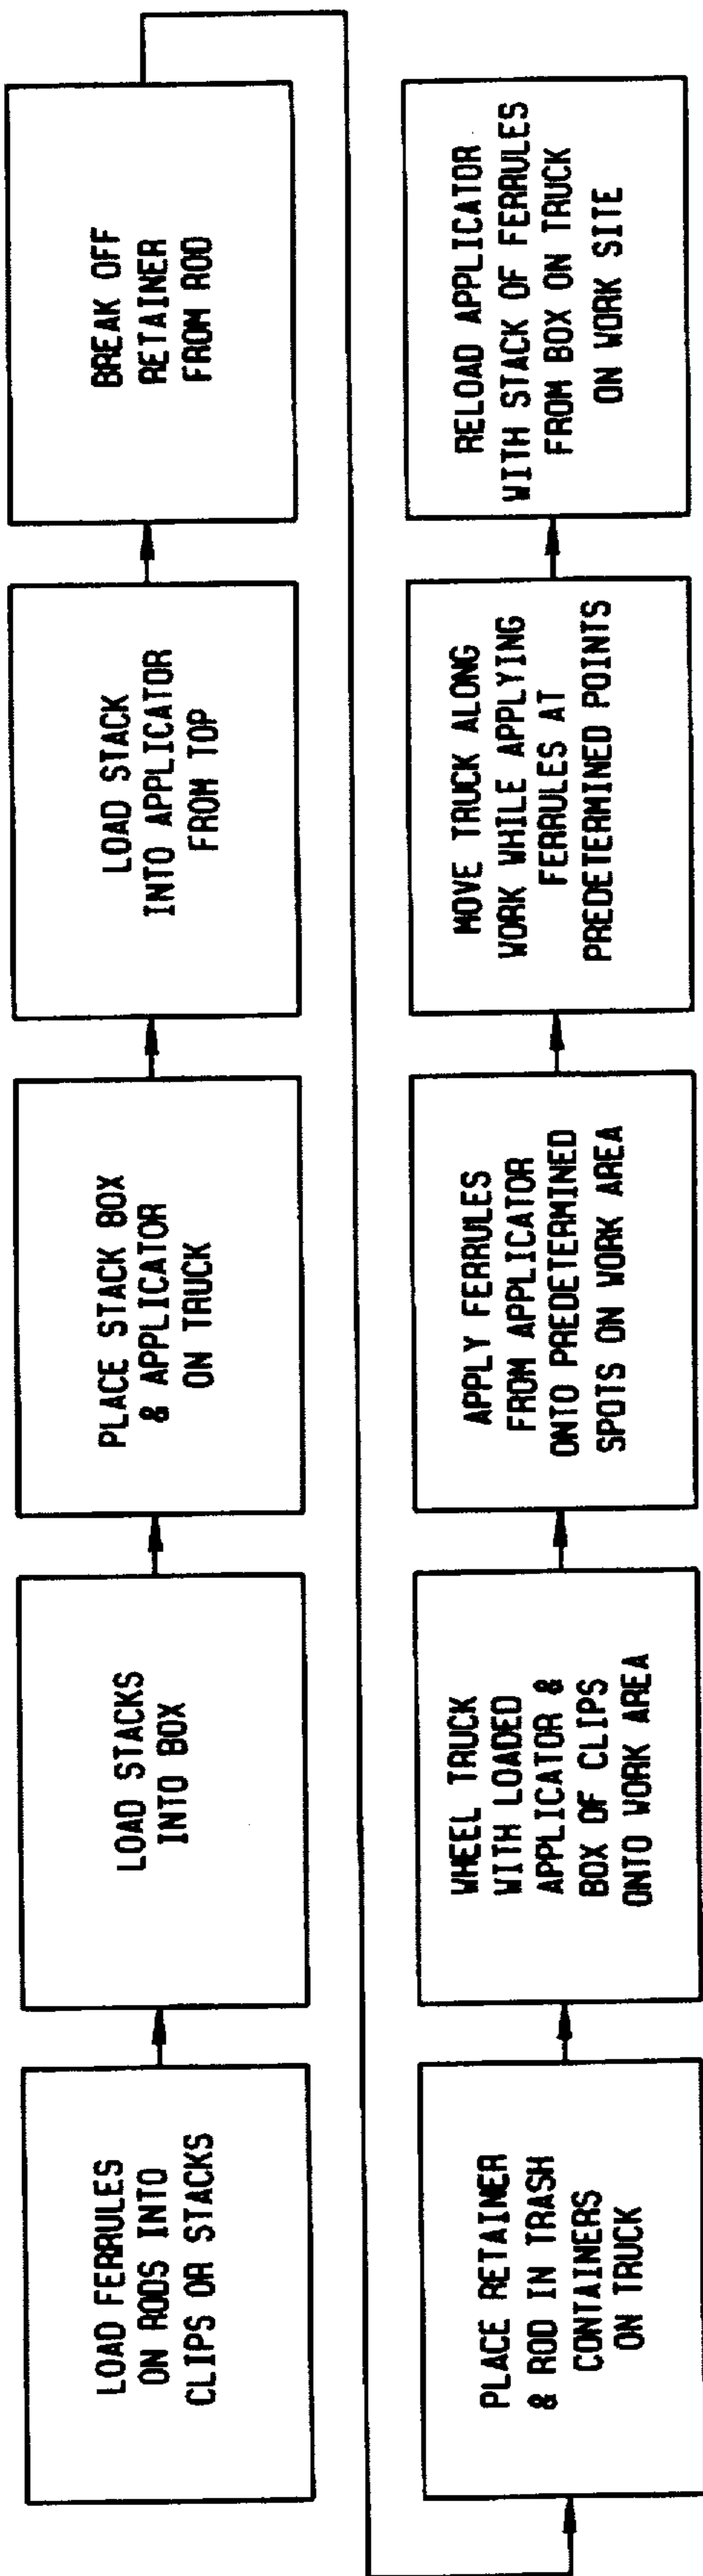 LOAD FERRULES
ON RODS INTO
CLIPS OR STACKS
LOAD STACKS
INTO BOX
PLACE STACK BOX
& APPLICATOR
ON TRUCK
LOAD STACK
INTO APPLICATOR
FROM TOP
BREAK OFF
RETAINER
FROM ROD
PLACE RETAINER
& ROD IN TRASH
CONTAINERS
ON TRUCK
WHEEL TRUCK
WITH LOADED
APPLICATOR &
BOX OF CLIPS
ONTO WORK AREA
APPLY FERRULES
FROM APPLICATOR
ONTO PREDETERMINED
SPOTS ON WORK AREA
MOVE TRUCK ALONG
WORK WHILE APPLYING
FERRULES AT
PREDETERMINED POINTS
RELOAD APPLICATOR
WITH STACK OF FERRULES
FROM BOX ON TRUCK
ON WORK SITE